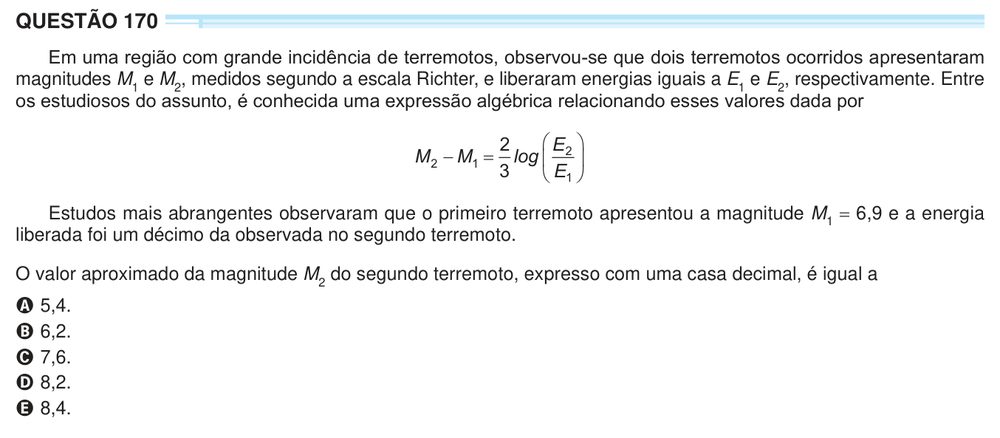 QUESTÃO 170
Em uma região com grande incidência de terremotos, observou-se que dois terremotos ocorridos apresentaram
magnitudes M₁ e M₂, medidos segundo a escala Richter, e liberaram energias iguais a E₁ e E₂, respectivamente. Entre
os estudiosos do assunto, é conhecida uma expressão algébrica relacionando esses valores dada por
M₂ − M₁ = 2/3 log(E₂/E₁)
Estudos mais abrangentes observaram que o primeiro terremoto apresentou a magnitude M₁ = 6,9 e a energia
liberada foi um décimo da observada no segundo terremoto.
O valor aproximado da magnitude M₂ do segundo terremoto, expresso com uma casa decimal, é igual a
A 5,4.
B 6,2.
C 7,6.
D 8,2.
E 8,4.